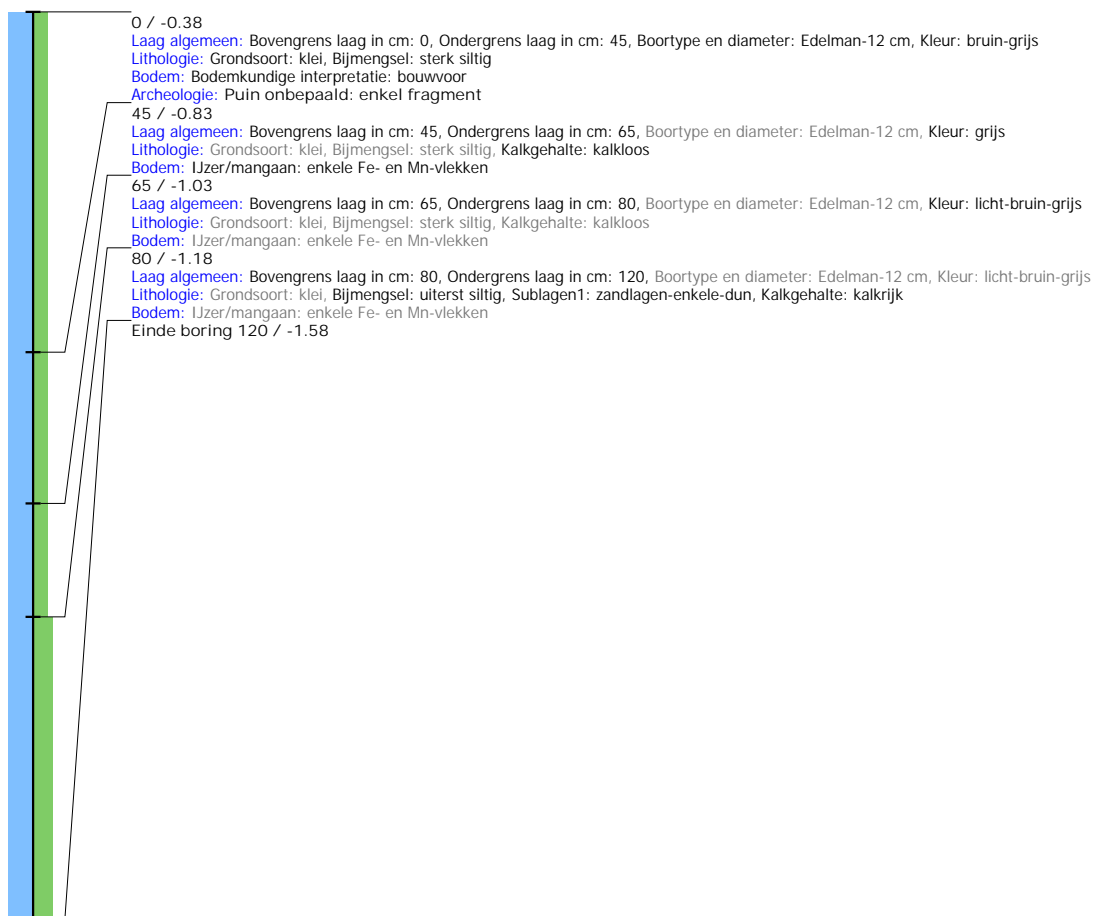 0 / -0.38
Laag algemeen: Bovengrens laag in cm: 0, Ondergrens laag in cm: 45, Boortype en diameter: Edelman-12 cm, Kleur: bruin-grijs
Lithologie: Grondsoort: klei, Bijmengsel: sterk siltig
Bodem: Bodemkundige interpretatie: bouwvoor
Archeologie: Puin onbepaald: enkel fragment
45 / -0.83
Laag algemeen: Bovengrens laag in cm: 45, Ondergrens laag in cm: 65, Boortype en diameter: Edelman-12 cm, Kleur: grijs
Lithologie: Grondsoort: klei, Bijmengsel: sterk siltig, Kalkgehalte: kalkloos
Bodem: IJzer/mangaan: enkele Fe- en Mn-vlekken
65 / -1.03
Laag algemeen: Bovengrens laag in cm: 65, Ondergrens laag in cm: 80, Boortype en diameter: Edelman-12 cm, Kleur: licht-bruin-grijs
Lithologie: Grondsoort: klei, Bijmengsel: sterk siltig, Kalkgehalte: kalkloos
Bodem: IJzer/mangaan: enkele Fe- en Mn-vlekken
80 / -1.18
Laag algemeen: Bovengrens laag in cm: 80, Ondergrens laag in cm: 120, Boortype en diameter: Edelman-12 cm, Kleur: licht-bruin-grijs
Lithologie: Grondsoort: klei, Bijmengsel: uiterst siltig, Sublagen1: zandlagen-enkele-dun, Kalkgehalte: kalkrijk
Bodem: IJzer/mangaan: enkele Fe- en Mn-vlekken
Einde boring 120 / -1.58